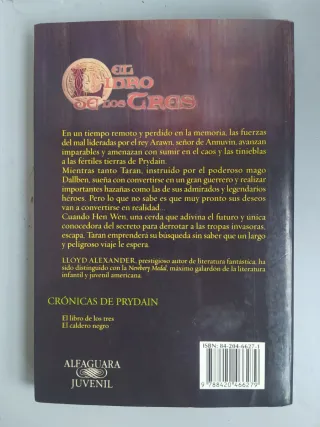 EL
LIBRO
DE LOS TRES
En un tiempo remoto y perdido en la memoria, las fuerzas
del mal lideradas por el rey Arawn, señor de Annuvin, avanzan
imparables y amenazan con sumir en el caos y las tinieblas
a las fértiles tierras de Prydain.
Mientras tanto Taran, instruido por el poderoso mago
Dallben, sueña con convertirse en un gran guerrero y realizar
importantes hazañas como las de sus admirados y legendarios
héroes. Pero lo que no sabe es que muy pronto sus deseos
van a convertirse en realidad...
Cuando Hen Wen, una cerda que adivina el futuro y única
conocedora del secreto para derrotar a las tropas invasoras,
escapa, Taran emprenderá su búsqueda sin saber que un largo
y peligroso viaje le espera.
LLOYD ALEXANDER, prestigioso autor de literatura fantástica, ha
sido distinguido con la Newbery Medal, máximo galardón de la literatura
infantil y juvenil americana.
CRÓNICAS DE PRYDAIN
El libro de los tres
El caldero negro
ALFAGUARA
JUVENIL
ISBN: 84-204-6627-1
9 788420 466279